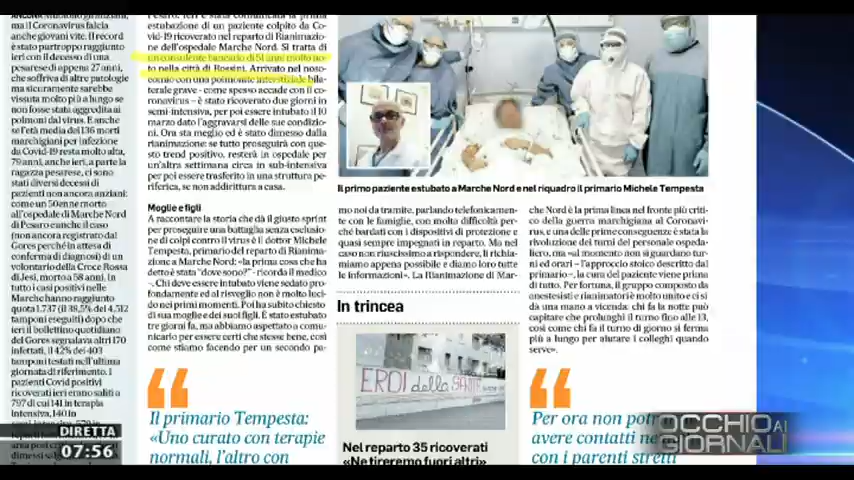 ma il Coronavirus falcia
anche giovani vite. Il record
è stato purtroppo raggiunto
ieri con il decesso di una
pesarese di appena 27 anni,
che soffriva di altre patologie
ma sicuramente sarebbe
vissuta molto più a lungo se
non fosse stata aggredita ai
polmoni dal virus. E anche
se l'età media dei 136 morti
marchigiani per infezione
da Covid-19 resta molto alta,
79 anni, anche ieri, a parte la
ragazza pesarese, ci sono
stati diversi decessi di
pazienti non ancora anziani:
come un 50enne morto
all'ospedale di Marche Nord
di Pesaro e anche il caso
(non ancora registrato dal
Gores perché in attesa di
conferma di diagnosi) di un
volontario della Croce Rossa
di Jesi, morto a 58 anni. In
tutto i casi positivi nelle
Marche hanno raggiunto
quota 1.737 (il 38,5% dei 4.512
tamponi eseguiti) dopo che
ieri il bollettino quotidiano
del Gores segnalava altri 170
infettati, il 42% dei 403
tamponi testati nell'ultima
giornata di riferimento. I
pazienti Covid positivi
ricoverati ieri erano saliti a
797 di cui 141 in terapia
intensiva, 140 in
Pesaro. Ieri è stata comunicata la prima
estubazione di un paziente colpito da Co-
vid-19 ricoverato nel reparto di Rianimazio-
ne dell'ospedale Marche Nord. Si tratta di
un consulente bancario di 51 anni molto no-
to nella città di Rossini. Arrivato nel noso-
comio con una polmonite interstiziale bila-
terale grave - come spesso accade con il co-
ronavirus – è stato ricoverato due giorni in
semi-intensiva, per poi essere intubato il 10
marzo dato l'aggravarsi delle sue condizio-
ni. Ora sta meglio ed è stato dimesso dalla
rianimazione: se tutto proseguirà con que-
sto trend positivo, resterà in ospedale per
un'altra settimana circa in sub-intensiva
per poi essere trasferito in una struttura pe-
riferica, se non addirittura a casa.
Moglie e figli
A raccontare la storia che dà il giusto sprint
per proseguire una battaglia senza esclusio-
ne di colpi contro il virus è il dottor Michele
Tempesta, primario del reparto di Rianima-
zione a Marche Nord: «la prima cosa che ha
detto è stata "dove sono?" - ricorda il medico
-. Chi deve essere intubato viene sedato pro-
fondamente ed al risveglio non è molto luci-
do nei primi momenti. Poi ha subito chiesto
di sua moglie e dei suoi figli. È stato estubato
tre giorni fa, ma abbiamo aspettato a comu-
nicarlo per essere certi che stesse bene, così
come stiamo facendo per un secondo pa-
Il primario Tempesta:
«Uno curato con terapie
normali, l'altro con
Il primo paziente estubato a Marche Nord e nel riquadro il primario Michele Tempesta
mo noi da tramite, parlando telefonicamen-
te con le famiglie, con molta difficoltà per-
ché bardati con i dispositivi di protezione e
quasi sempre impegnati in reparto. Ma nel
caso non riuscissimo a rispondere, li richia-
miamo appena possibile e diamo loro tutte
le informazioni». La Rianimazione di Mar-
In trincea
EROI della SANITÀ
Nel reparto 35 ricoverati
«Ne tireremo fuori altri»
che Nord è la prima linea nel fronte più criti-
co della guerra marchigiana al Coronavi-
rus, e una delle prime conseguenze è stata la
rivoluzione dei turni del personale ospeda-
liero, ma «al momento non si guardano tur-
ni ed orari – l'approccio stoico descritto dal
primario -, la cura del paziente viene prima
di tutto. Per fortuna, il gruppo composto da
anestesisti e rianimatori è molto unito e ci si
dà una mano a vicenda: chi fa la notte può
capitare che prolunghi il turno fino alle 13,
così come chi fa il turno di giorno si ferma
più a lungo per aiutare i colleghi quando
serve».
Per ora non
avere contatti
con i parenti stretti
DIRETTA
07:56
OCCHIO AI
GIORNALI